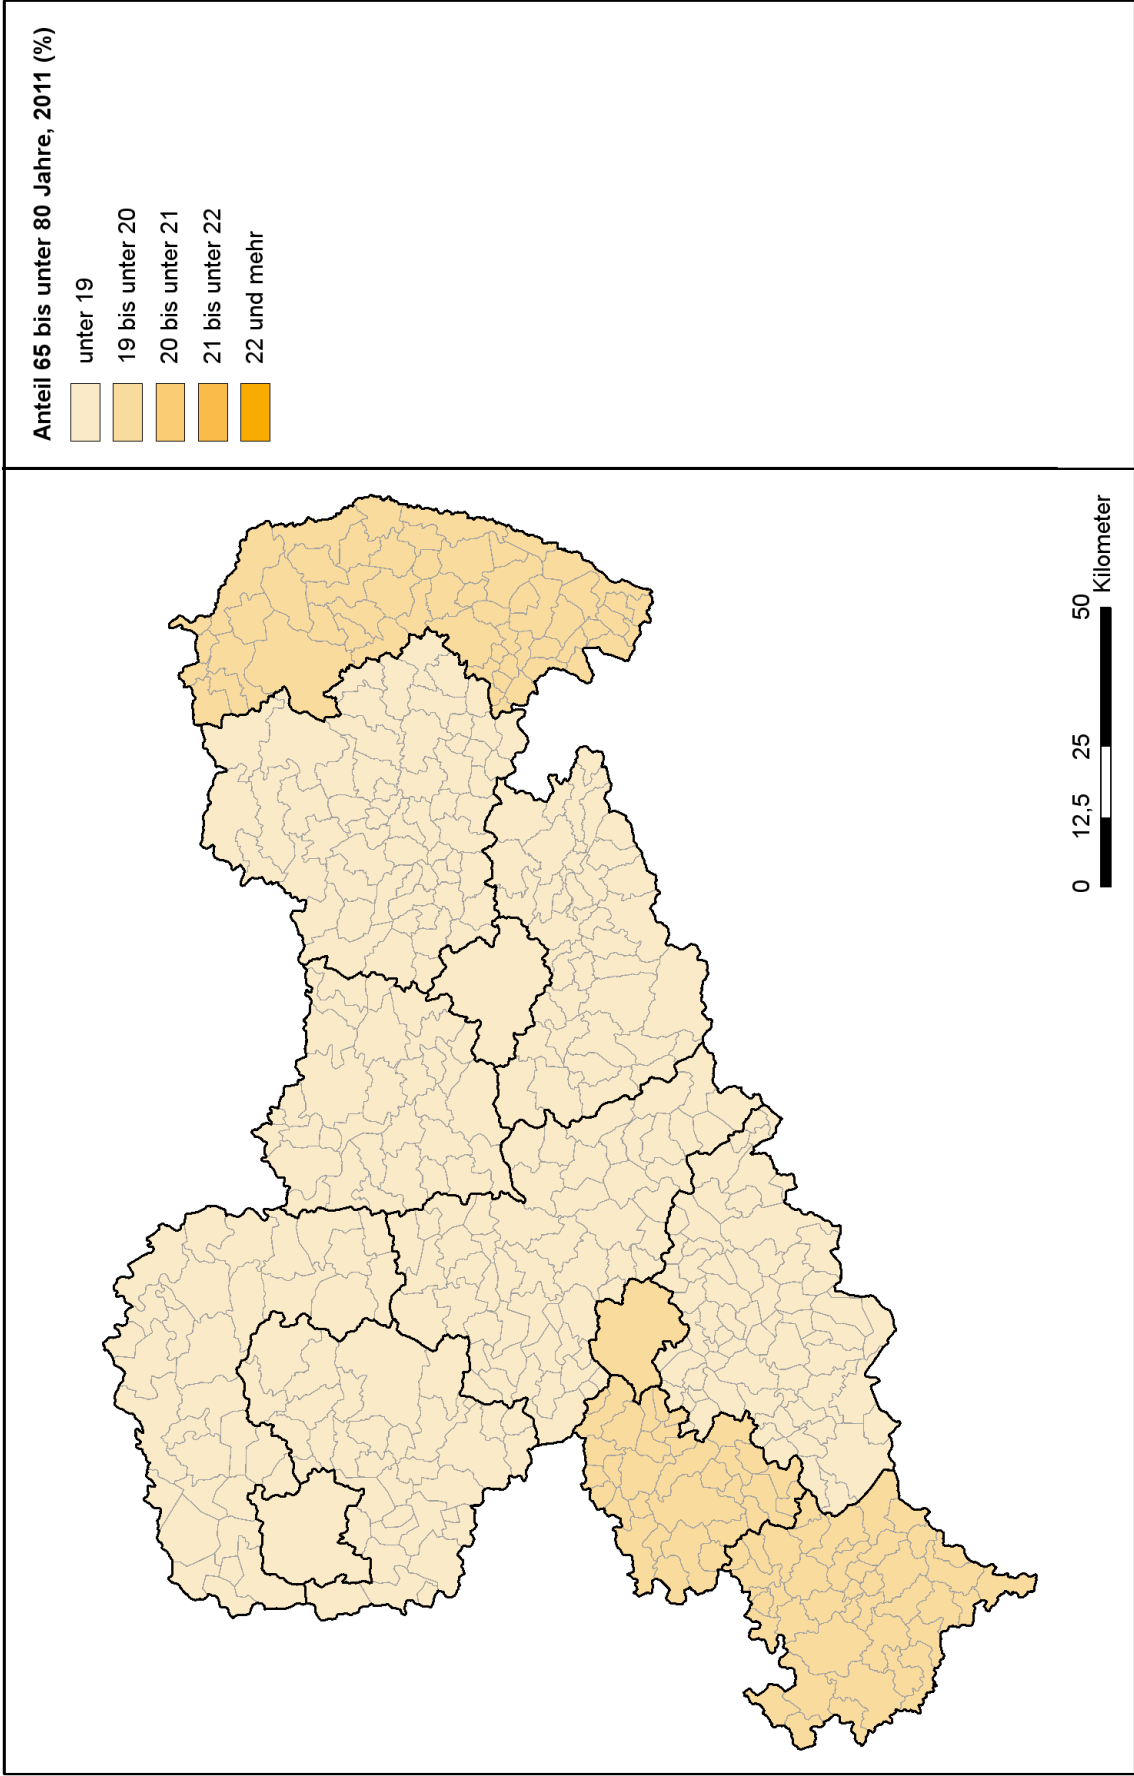 Anteil 65 bis unter 80 Jahre, 2011 (%)
unter 19
19 bis unter 20
20 bis unter 21
21 bis unter 22
22 und mehr
0 12,5 25 50
Kilometer